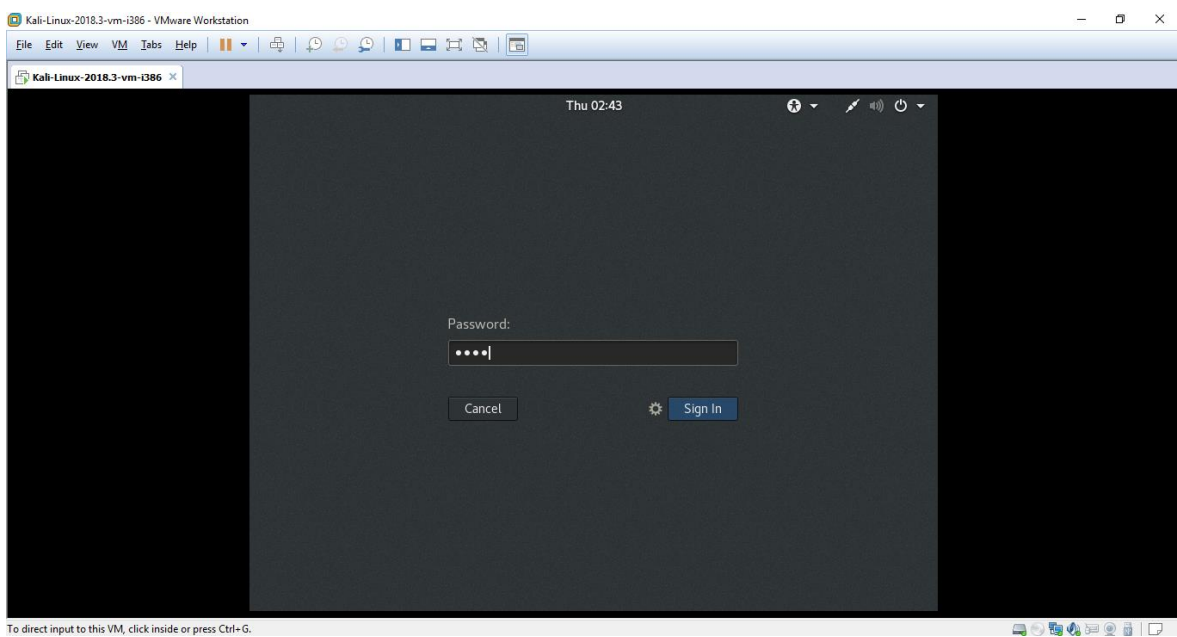 Kali-Linux-2018.3-vm-i386 - VMware Workstation
File Edit View VM Tabs Help
Kali-Linux-2018.3-vm-i386
Thu 02:43
Password:
Cancel Sign In
To direct input to this VM, click inside or press Ctrl+G.